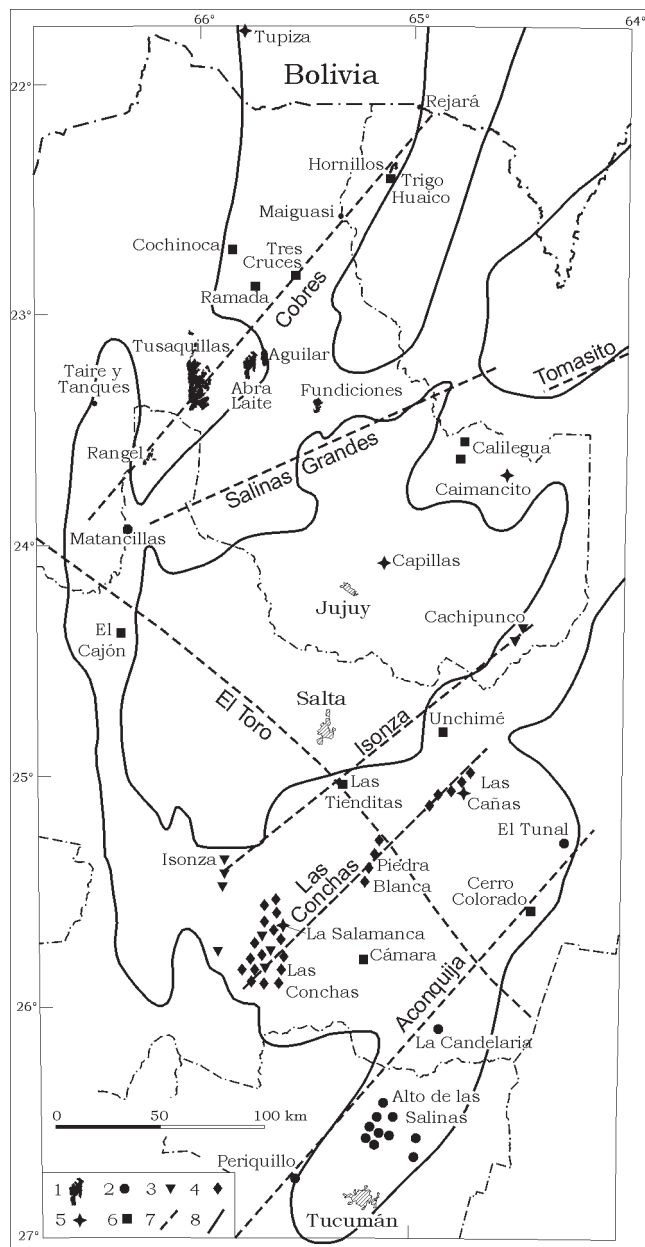 66°
65°
64°
Tupiza
Bolivia
22°
Rejará
Hornillos
Trigo
Huaico
Maiguasi
Cochinoca
Tres
Cruces
Ramada
Cobres
23°
Tusaquillas
Aguilar
Taire y
Tanques
Abra
Laite
Fundiciones
Tomasito
Rangel
Salinas Grandes
Calilegua
Caimancito
Matancillas
24°
Capillas
Jujuy
Cachipunco
El
Cajón
El Toro
Salta
Isonza
Unchimé
25°
Las
Tienditas
Las
Cañas
El Tunal
Isonza
Las
Conchas
Piedra
Blanca
Cerro
Colorado
La Salamanca
Las
Conchas
Cámara
26°
Aconquija
La Candelaria
0 50 100 km
Alto de las
Salinas
Periquillo
Tucumán
1 2 3 4
5 6 7 8
27°